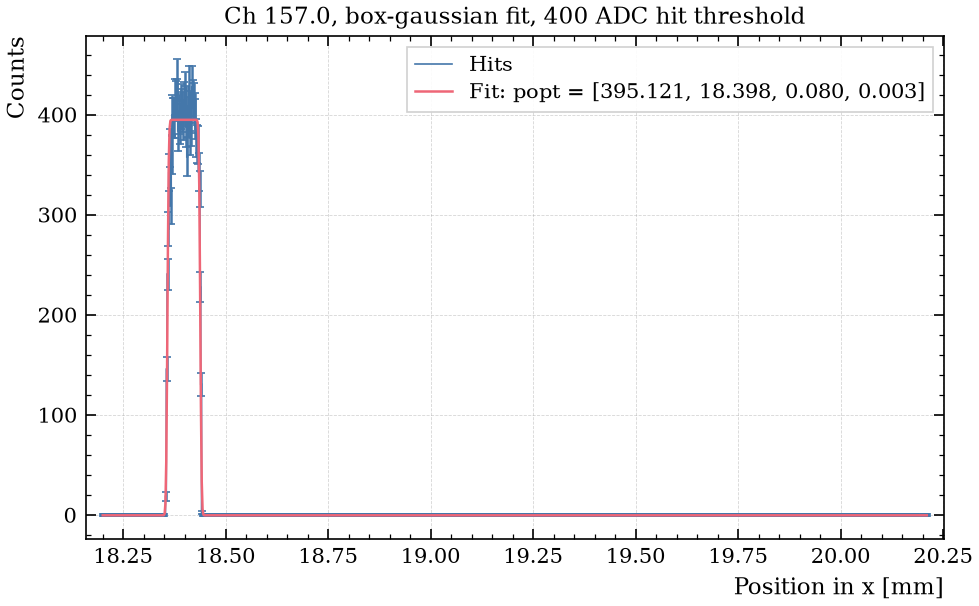 Ch 157.0, box-gaussian fit, 400 ADC hit threshold
Counts
Hits
Fit: popt = [395.121, 18.398, 0.080, 0.003]
400
300
200
100
0
18.25 18.50 18.75 19.00 19.25 19.50 19.75 20.00 20.25
Position in x [mm]